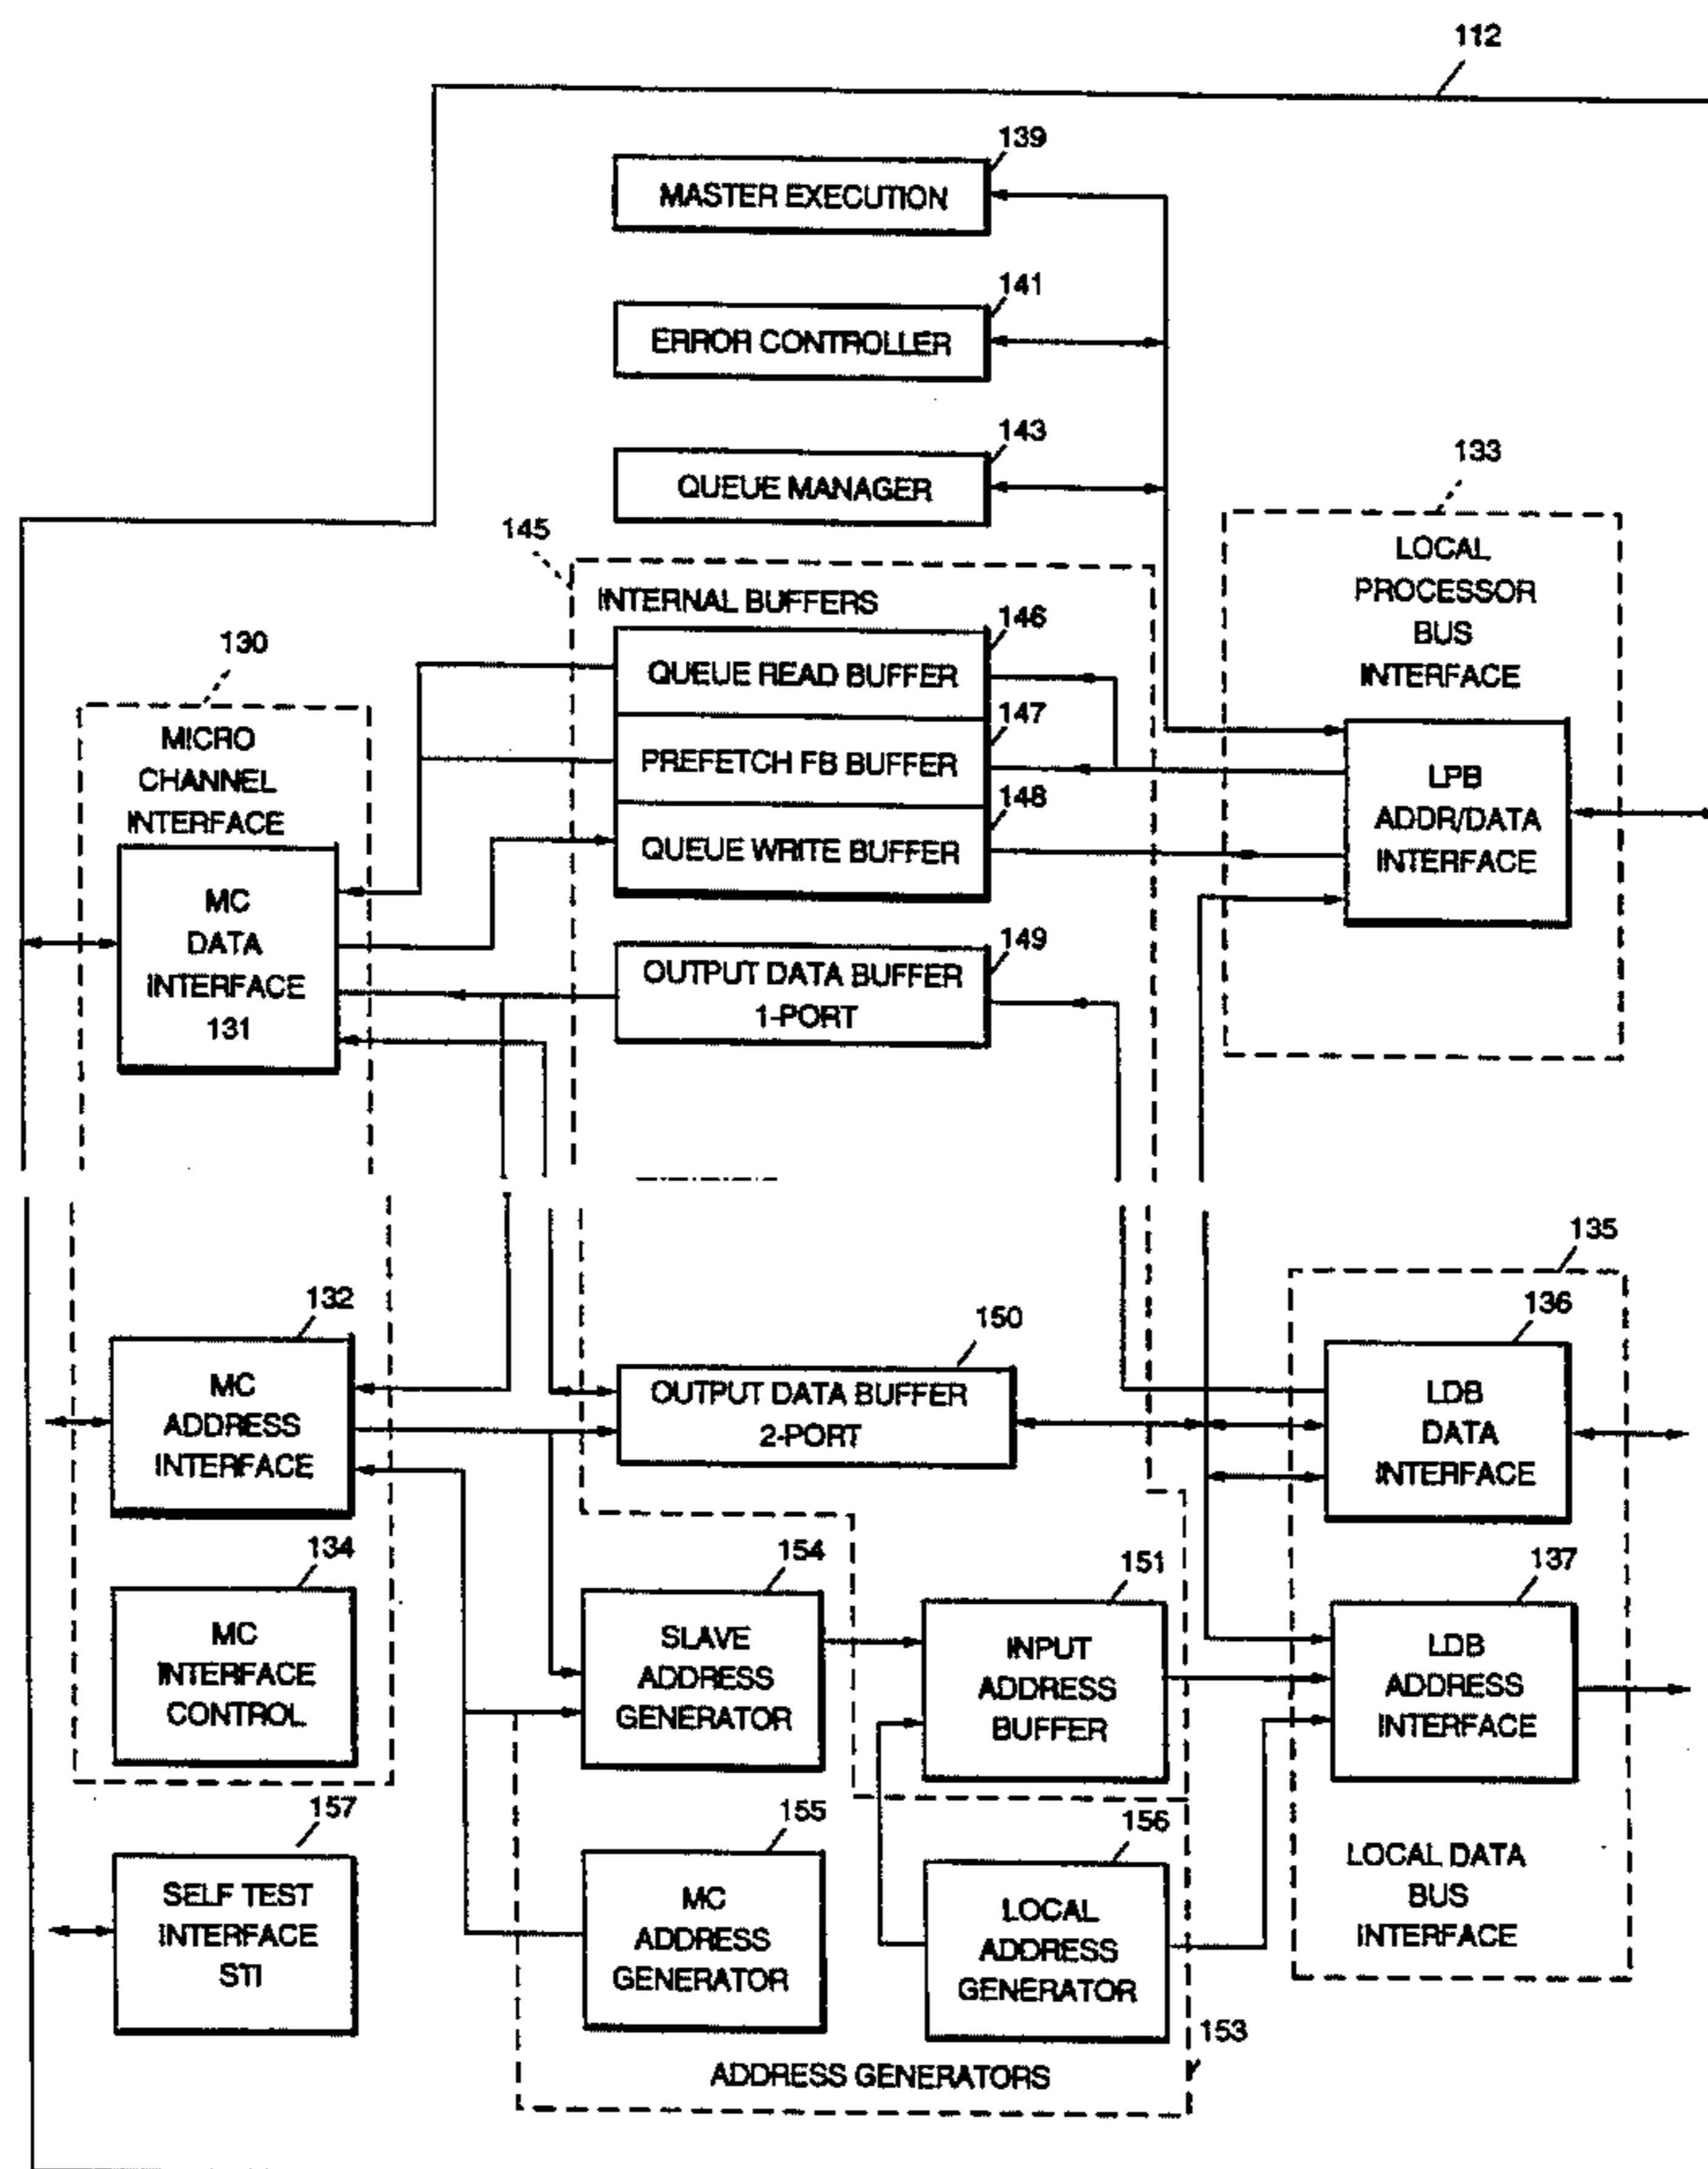 112
139
MASTER EXECUTION
141
ERROR CONTROLLER
143
QUEUE MANAGER
133
LOCAL
PROCESSOR
BUS
INTERFACE
145
INTERNAL BUFFERS
146
QUEUE READ BUFFER
147
PREFETCH FB BUFFER
148
QUEUE WRITE BUFFER
LPB
ADDR/DATA
INTERFACE
130
MICRO
CHANNEL
INTERFACE
MC
DATA
INTERFACE
131
149
OUTPUT DATA BUFFER
1-PORT
135
132
MC
ADDRESS
INTERFACE
150
OUTPUT DATA BUFFER
2-PORT
136
LDB
DATA
INTERFACE
134
MC
INTERFACE
CONTROL
154
SLAVE
ADDRESS
GENERATOR
151
INPUT
ADDRESS
BUFFER
137
LDB
ADDRESS
INTERFACE
157
SELF TEST
INTERFACE
STI
155
MC
ADDRESS
GENERATOR
156
LOCAL
ADDRESS
GENERATOR
LOCAL DATA
BUS
INTERFACE
153
ADDRESS GENERATORS